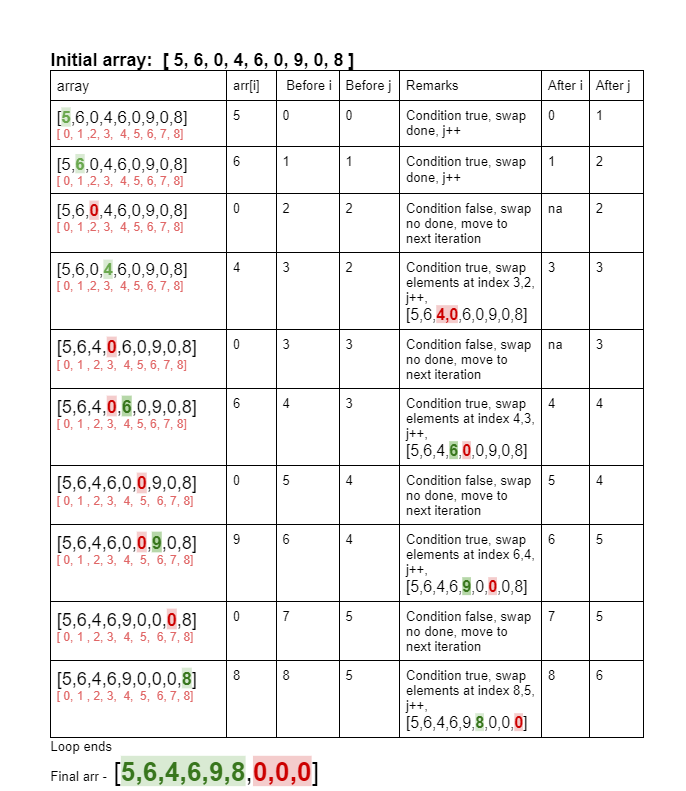 Initial array: [ 5, 6, 0, 4, 6, 0, 9, 0, 8 ]
array arr[i] Before i Before j Remarks After i After j
[5,6,0,4,6,0,9,0,8] 5 0 0 Condition true, swap 0 1
[ 0, 1 ,2, 3, 4, 5, 6, 7, 8] done, j++
[5,6,0,4,6,0,9,0,8] 6 1 1 Condition true, swap 1 2
[ 0, 1 ,2, 3, 4, 5, 6, 7, 8] done, j++
[5,6,0,4,6,0,9,0,8] 0 2 2 Condition false, swap na 2
[ 0, 1 ,2, 3, 4, 5, 6, 7, 8] no done, move to
next iteration
[5,6,0,4,6,0,9,0,8] 4 3 2 Condition true, swap 3 3
[ 0, 1 ,2, 3, 4, 5, 6, 7, 8] elements at index 3,2,
j++,
[5,6,4,0,6,0,9,0,8]
[5,6,4,0,6,0,9,0,8] 0 3 3 Condition false, swap na 3
[ 0, 1 , 2, 3, 4, 5, 6, 7, 8] no done, move to
next iteration
[5,6,4,0,6,0,9,0,8] 6 4 3 Condition true, swap 4 4
[ 0, 1 , 2, 3, 4, 5, 6, 7, 8] elements at index 4,3,
j++,
[5,6,4,6,0,0,9,0,8]
[5,6,4,6,0,0,9,0,8] 0 5 4 Condition false, swap 5 4
[ 0, 1 , 2, 3, 4, 5, 6, 7, 8] no done, move to
next iteration
[5,6,4,6,0,0,9,0,8] 9 6 4 Condition true, swap 6 5
[ 0, 1 , 2, 3, 4, 5, 6, 7, 8] elements at index 6,4,
j++,
[5,6,4,6,9,0,0,0,8]
[5,6,4,6,9,0,0,0,8] 0 7 5 Condition false, swap 7 5
[ 0, 1 , 2, 3, 4, 5, 6, 7, 8] no done, move to
next iteration
[5,6,4,6,9,0,0,0,8] 8 8 5 Condition true, swap 8 6
[ 0, 1 , 2, 3, 4, 5, 6, 7, 8] elements at index 8,5,
j++,
[5,6,4,6,9,8,0,0,0]
Loop ends
Final arr - [5,6,4,6,9,8,0,0,0]